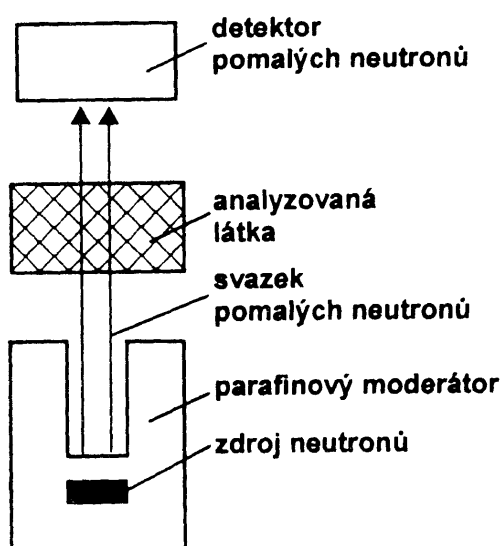 detektor
pomalých neutronů
analyzovaná
látka
svazek
pomalých neutronů
parafinový moderátor
zdroj neutronů